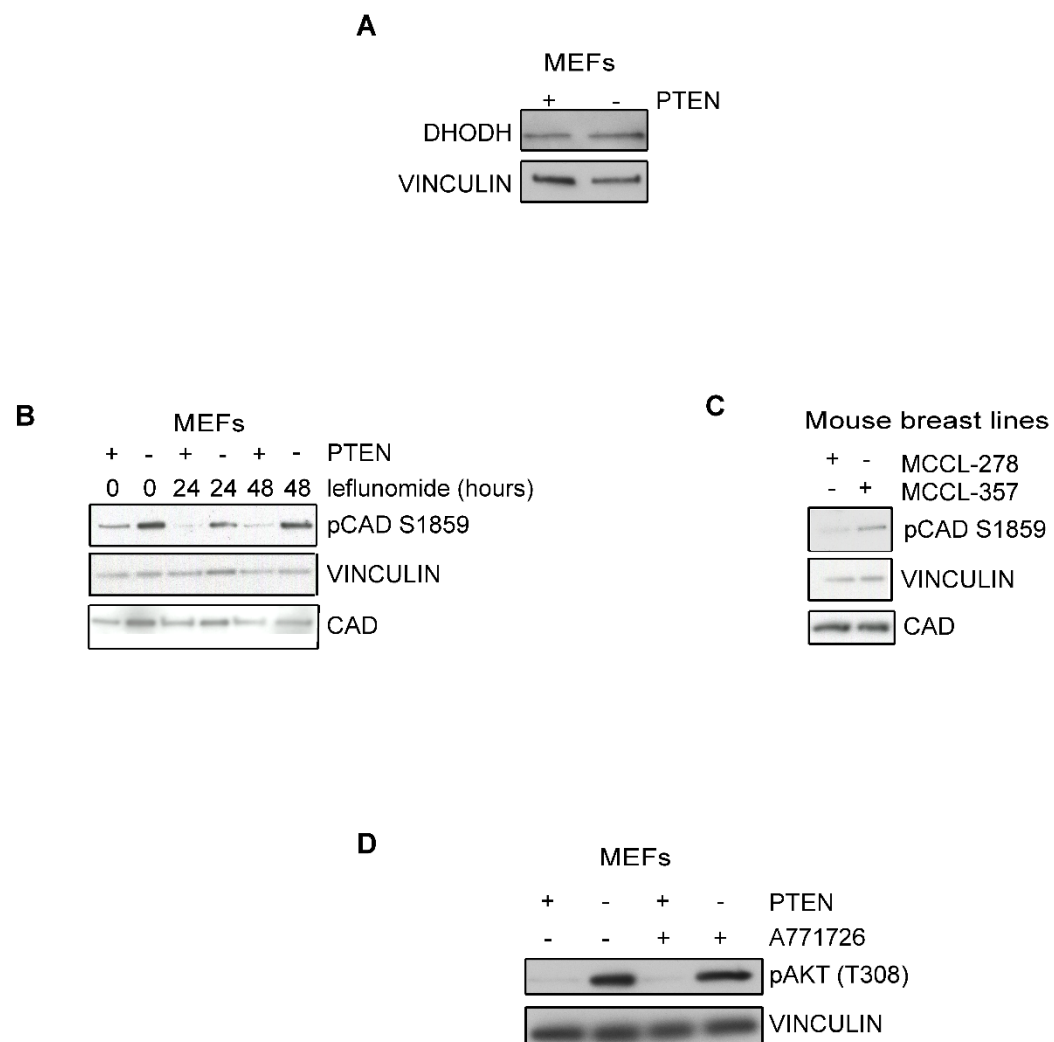 A
MEFs
+ - PTEN
DHODH
VINCULIN
B
MEFs
+ - + - + - PTEN
0 0 24 24 48 48 leflunomide (hours)
pCAD S1859
VINCULIN
CAD
C
Mouse breast lines
+ - MCCL-278
- + MCCL-357
pCAD S1859
VINCULIN
CAD
D
MEFs
+ - + - PTEN
- - + + A771726
pAKT (T308)
VINCULIN